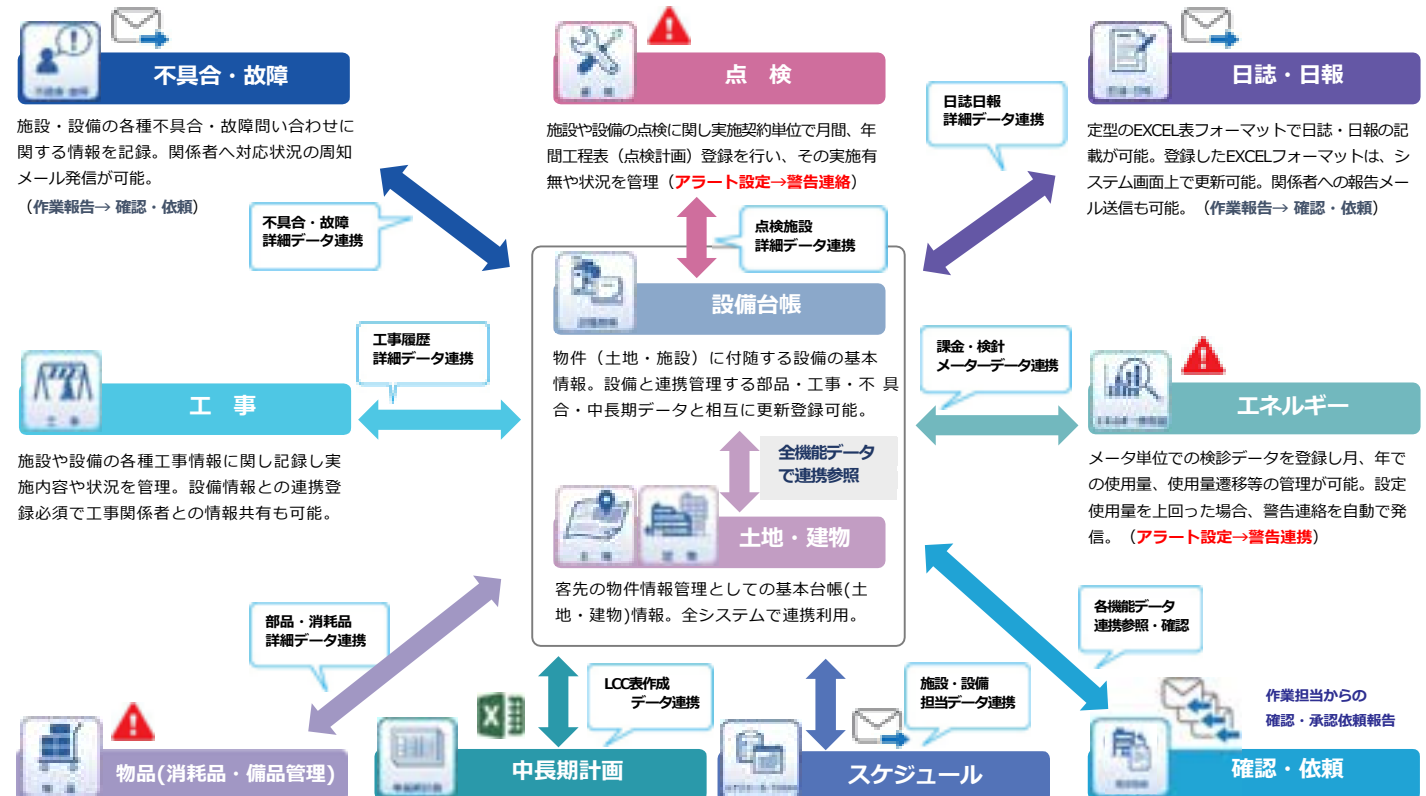 不具合・故障
施設・設備の各種不具合・故障問い合わせに
関する情報を記録。関係者へ対応状況の周知
メール発信が可能。
（作業報告→ 確認・依頼）
不具合・故障
詳細データ連携
点　検
施設や設備の点検に関し実施契約単位で月間、年
間工程表（点検計画）登録を行い、その実施有
無や状況を管理（アラート設定→警告連絡）
点検施設
詳細データ連携
日誌・日報
日誌日報
詳細データ連携
定型のEXCEL表フォーマットで日誌・日報の記
載が可能。登録したEXCELフォーマットは、シ
ステム画面上で更新可能。関係者への報告メー
ル送信も可能。（作業報告→ 確認・依頼）
設備台帳
物件（土地・施設）に付随する設備の基本
情報。設備と連携管理する部品・工事・不 具
合・中長期データと相互に更新登録可能。
全機能データ
で連携参照
土地・建物
客先の物件情報管理としての基本台帳(土
地・建物)情報。全システムで連携利用。
工事履歴
詳細データ連携
工　事
施設や設備の各種工事情報に関し記録し実
施内容や状況を管理。設備情報との連携登
録必須で工事関係者との情報共有も可能。
課金・検針
メーターデータ連携
エネルギー
メータ単位での検診データを登録し月、年で
の使用量、使用量遷移等の管理が可能。設定
使用量を上回った場合、警告連絡を自動で発
信。（アラート設定→警告連携）
部品・消耗品
詳細データ連携
物品(消耗品・備品管理)
LCC表作成
データ連携
中長期計画
施設・設備
担当データ連携
スケジュール
各機能データ
連携参照・確認
作業担当からの
確認・承認依頼報告
確認・依頼